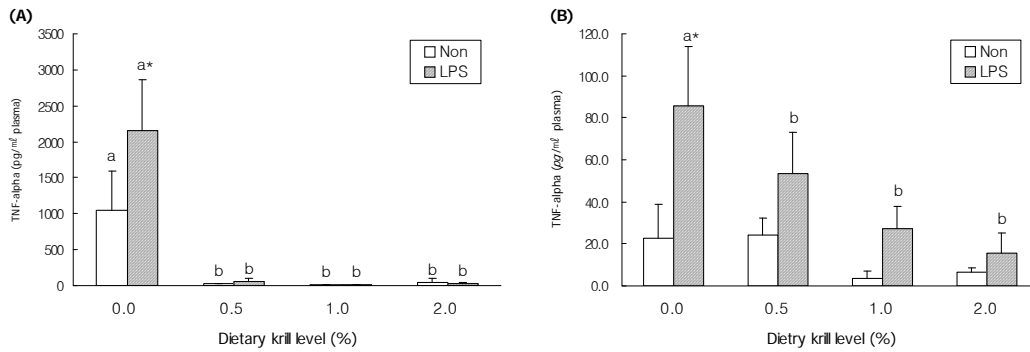 (A)
TNF-alpha (pg/㎖ plasma)
3500
3000
2500
2000
1500
1000
500
0
Non
LPS
a a*
b b
b b
b b
0.0 0.5 1.0 2.0
Dietary krill level (%)
(B)
TNF-alpha (pg/㎖ plasma)
120.0
100.0
80.0
60.0
40.0
20.0
0.0
Non
LPS
a*
b
b
b
0.0 0.5 1.0 2.0
Dietry krill level (%)